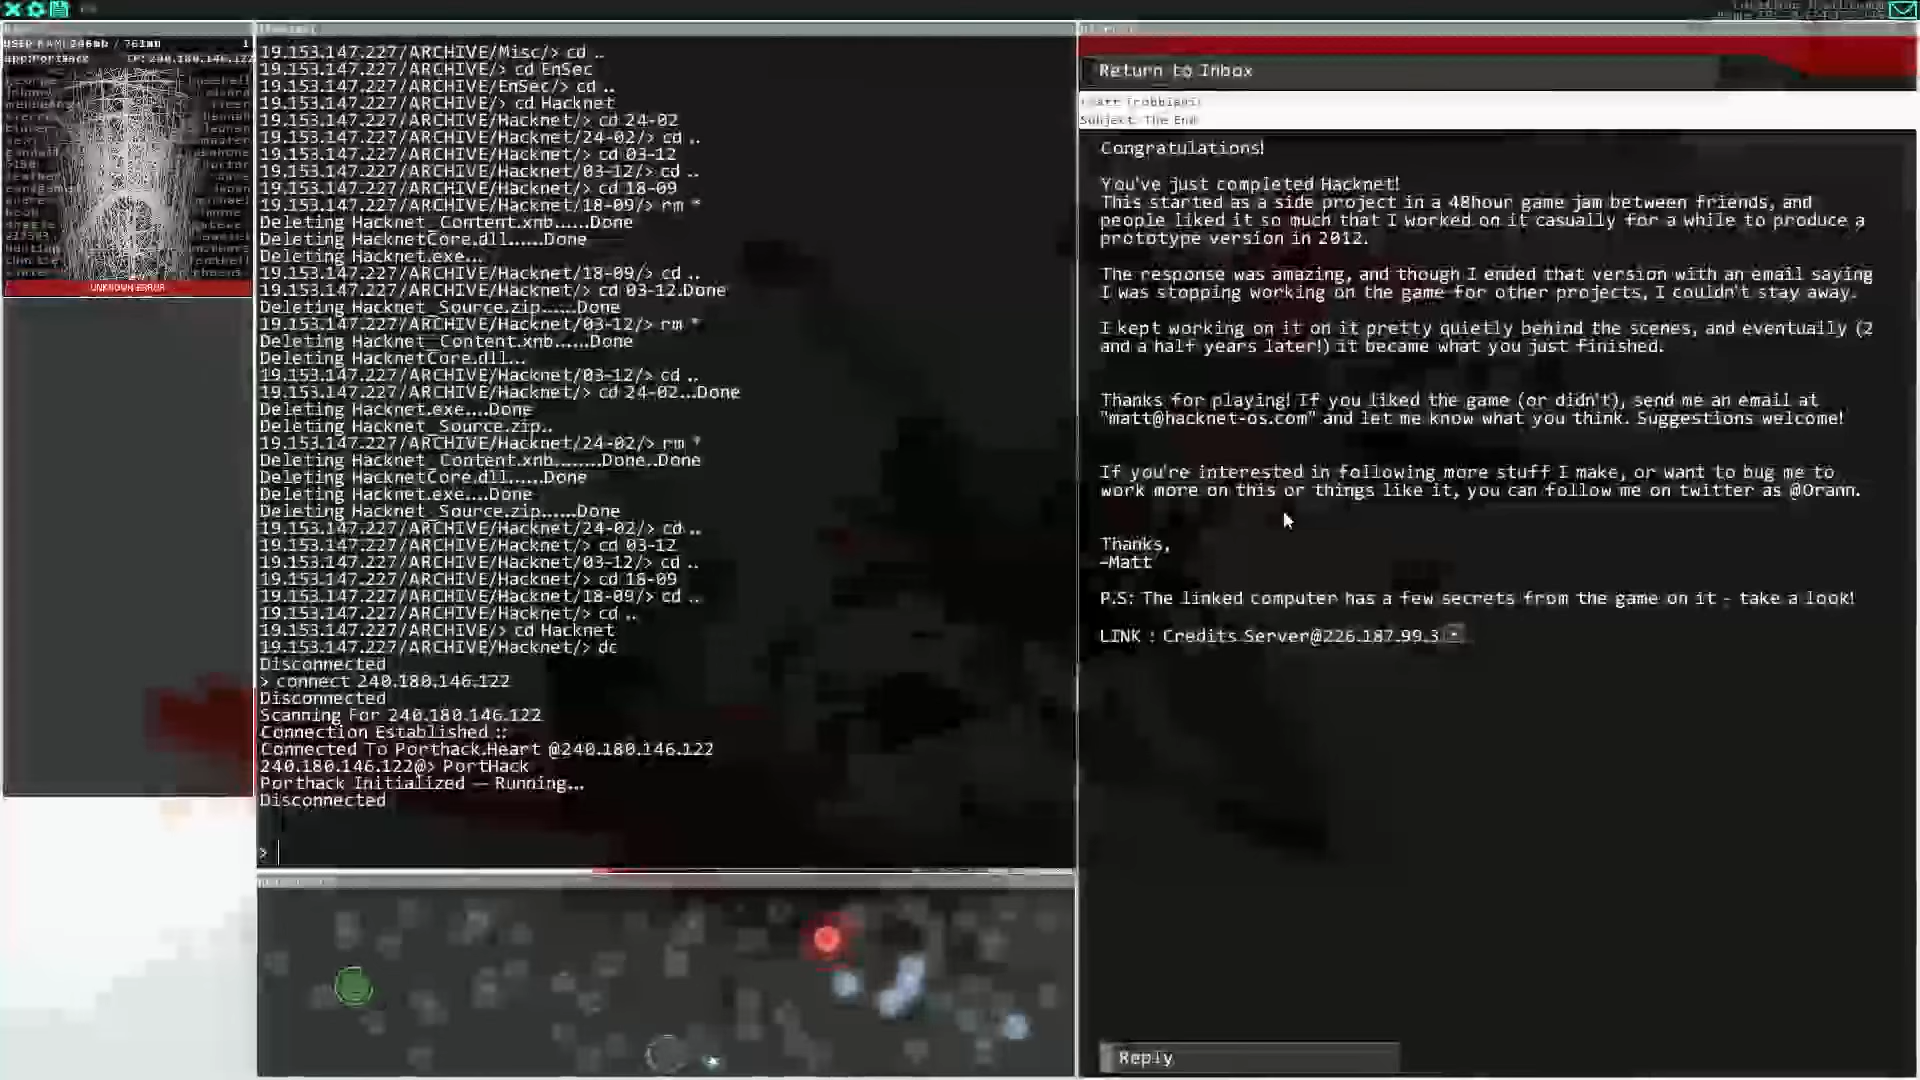 USED RAM: 206mb / 761mb 1
app:PortHack IP: 240.180.146.122
UNKNOWN ERROR
19.153.147.227/ARCHIVE/Misc/> cd ..
19.153.147.227/ARCHIVE/> cd EnSec
19.153.147.227/ARCHIVE/EnSec/> cd ..
19.153.147.227/ARCHIVE/> cd Hacknet
19.153.147.227/ARCHIVE/Hacknet/> cd 24-02
19.153.147.227/ARCHIVE/Hacknet/24-02/> cd ..
19.153.147.227/ARCHIVE/Hacknet/> cd 03-12
19.153.147.227/ARCHIVE/Hacknet/03-12/> cd ..
19.153.147.227/ARCHIVE/Hacknet/> cd 18-09
19.153.147.227/ARCHIVE/Hacknet/18-09/> rm *
Deleting Hacknet_Content.xnb......Done
Deleting HacknetCore.dll......Done
Deleting Hacknet.exe...
19.153.147.227/ARCHIVE/Hacknet/18-09/> cd ..
19.153.147.227/ARCHIVE/Hacknet/> cd 03-12.Done
Deleting Hacknet_Source.zip......Done
19.153.147.227/ARCHIVE/Hacknet/03-12/> rm *
Deleting Hacknet_Content.xnb......Done
Deleting HacknetCore.dll...
19.153.147.227/ARCHIVE/Hacknet/03-12/> cd ..
19.153.147.227/ARCHIVE/Hacknet/> cd 24-02...Done
Deleting Hacknet.exe....Done
Deleting Hacknet_Source.zip..
19.153.147.227/ARCHIVE/Hacknet/24-02/> rm *
Deleting Hacknet_Content.xnb........Done..Done
Deleting HacknetCore.dll......Done
Deleting Hacknet.exe....Done
Deleting Hacknet_Source.zip......Done
19.153.147.227/ARCHIVE/Hacknet/24-02/> cd ..
19.153.147.227/ARCHIVE/Hacknet/> cd 03-12
19.153.147.227/ARCHIVE/Hacknet/03-12/> cd ..
19.153.147.227/ARCHIVE/Hacknet/> cd 18-09
19.153.147.227/ARCHIVE/Hacknet/18-09/> cd ..
19.153.147.227/ARCHIVE/Hacknet/> cd ..
19.153.147.227/ARCHIVE/> cd Hacknet
19.153.147.227/ARCHIVE/Hacknet/> dc
Disconnected
> connect 240.180.146.122
Disconnected
Scanning For 240.180.146.122
Connection Established ::
Connected To Porthack.Heart @240.180.146.122
240.180.146.122@> PortHack
Porthack Initialized — Running...
Disconnected
>
Return to Inbox
Subject: The End
Congratulations!
You've just completed Hacknet!
This started as a side project in a 48hour game jam between friends, and
people liked it so much that I worked on it casually for a while to produce a
prototype version in 2012.
The response was amazing, and though I ended that version with an email saying
I was stopping working on the game for other projects, I couldn't stay away.
I kept working on it on it pretty quietly behind the scenes, and eventually (2
and a half years later!) it became what you just finished.
Thanks for playing! If you liked the game (or didn't), send me an email at
"matt@hacknet-os.com" and let me know what you think. Suggestions welcome!
If you're interested in following more stuff I make, or want to bug me to
work more on this or things like it, you can follow me on twitter as @Orann.
Thanks,
-Matt
P.S: The linked computer has a few secrets from the game on it - take a look!
LINK : Credits Server@226.187.99.3
Reply